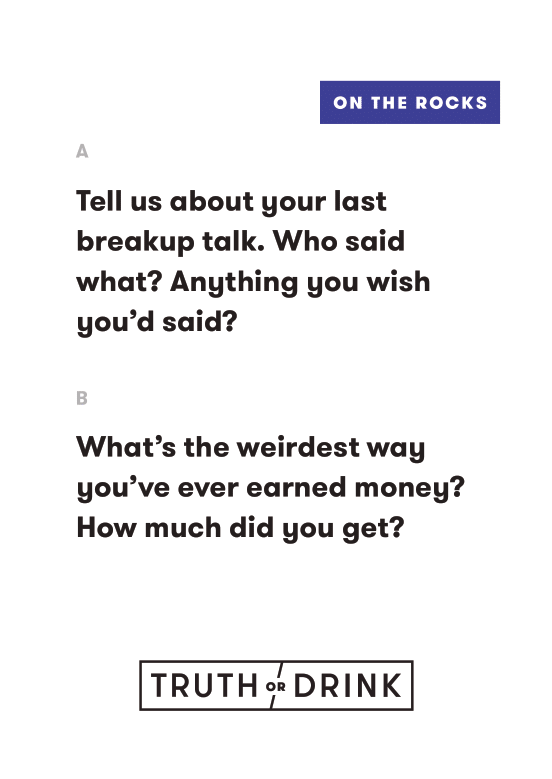 ON THE ROCKS
A
Tell us about your last
breakup talk. Who said
what? Anything you wish
you’d said?
B
What’s the weirdest way
you’ve ever earned money?
How much did you get?
TRUTH OR DRINK